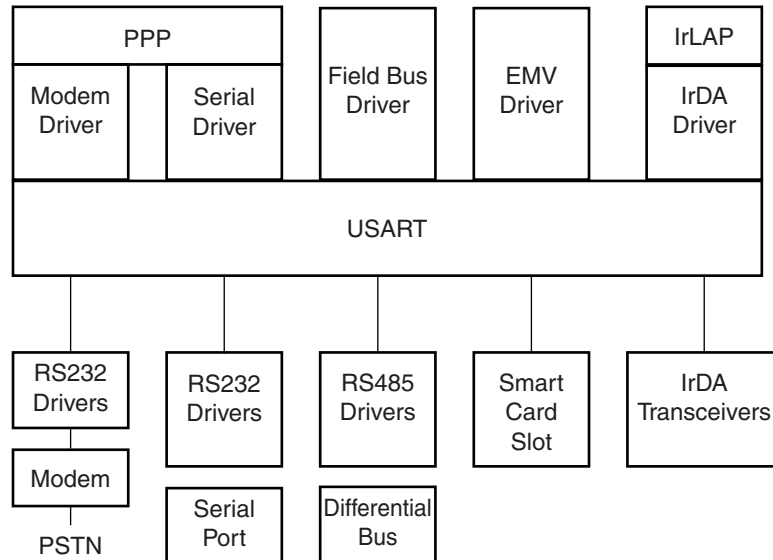 PPP
IrLAP
Modem
Driver
Serial
Driver
Field Bus
Driver
EMV
Driver
IrDA
Driver
USART
RS232
Drivers
RS232
Drivers
RS485
Drivers
Smart
Card
Slot
IrDA
Transceivers
Modem
Serial
Port
Differential
Bus
PSTN